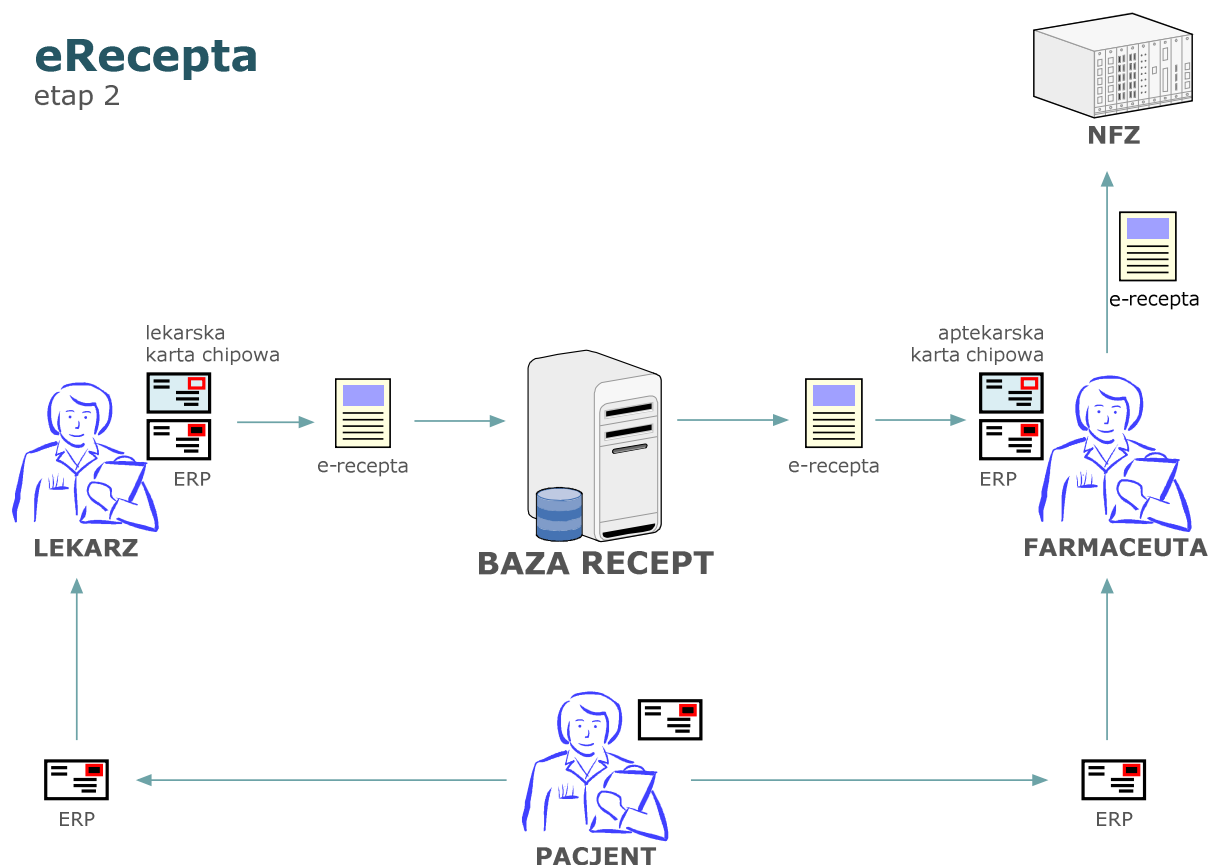 eRecepta
etap 2
NFZ
e-recepta
lekarska
karta chipowa
aptekarska
karta chipowa
ERP
e-recepta
e-recepta
ERP
LEKARZ
BAZA RECEPT
FARMACEUTA
ERP
ERP
PACJENT